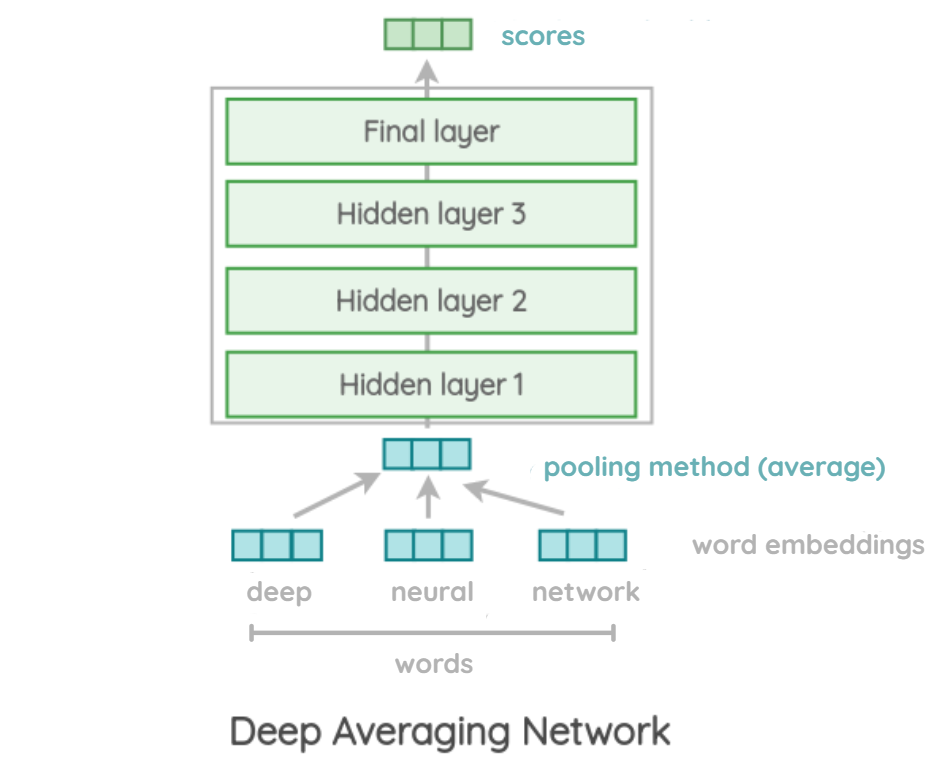 scores
Final layer
Hidden layer 3
Hidden layer 2
Hidden layer 1
pooling method (average)
word embeddings
deep neural network
words
Deep Averaging Network